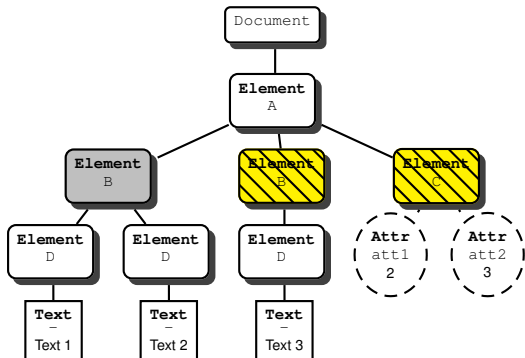 Document
Element
A
Element
B
Element
B
Element
C
Element
D
Element
D
Element
D
Attr
att1
2
Attr
att2
3
Text
–
Text 1
Text
–
Text 2
Text
–
Text 3